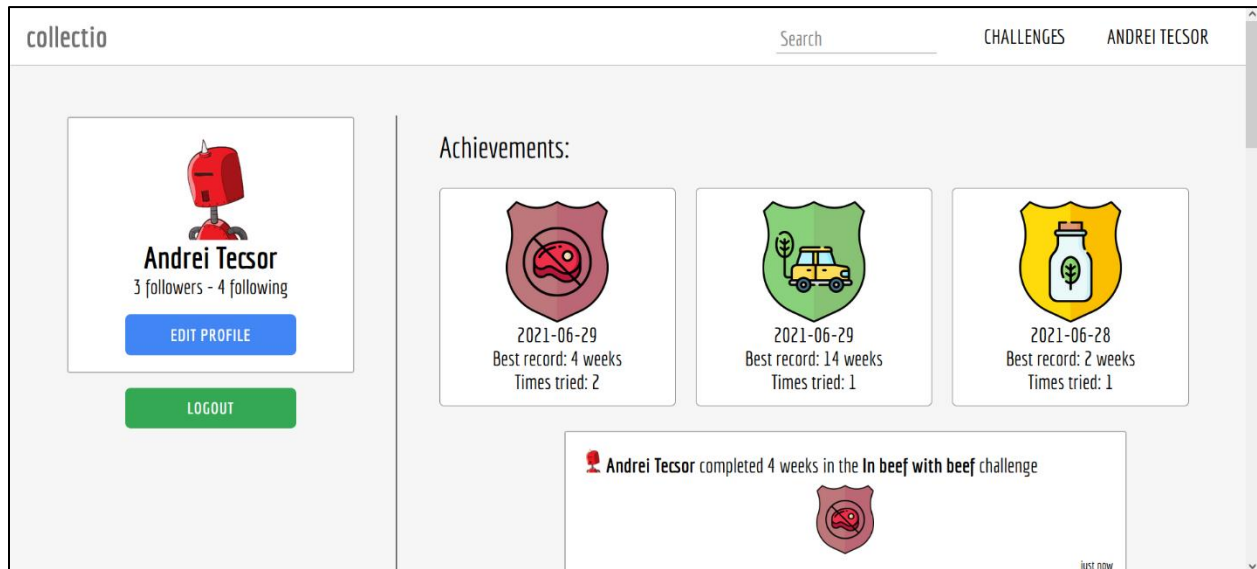 collectio
Search
CHALLENGES
ANDREI TECSOR
Andrei Tecsor
3 followers - 4 following
EDIT PROFILE
LOGOUT
Achievements:
2021-06-29
Best record: 4 weeks
Times tried: 2
2021-06-29
Best record: 14 weeks
Times tried: 1
2021-06-28
Best record: 2 weeks
Times tried: 1
Andrei Tecsor completed 4 weeks in the In beef with beef challenge
just now